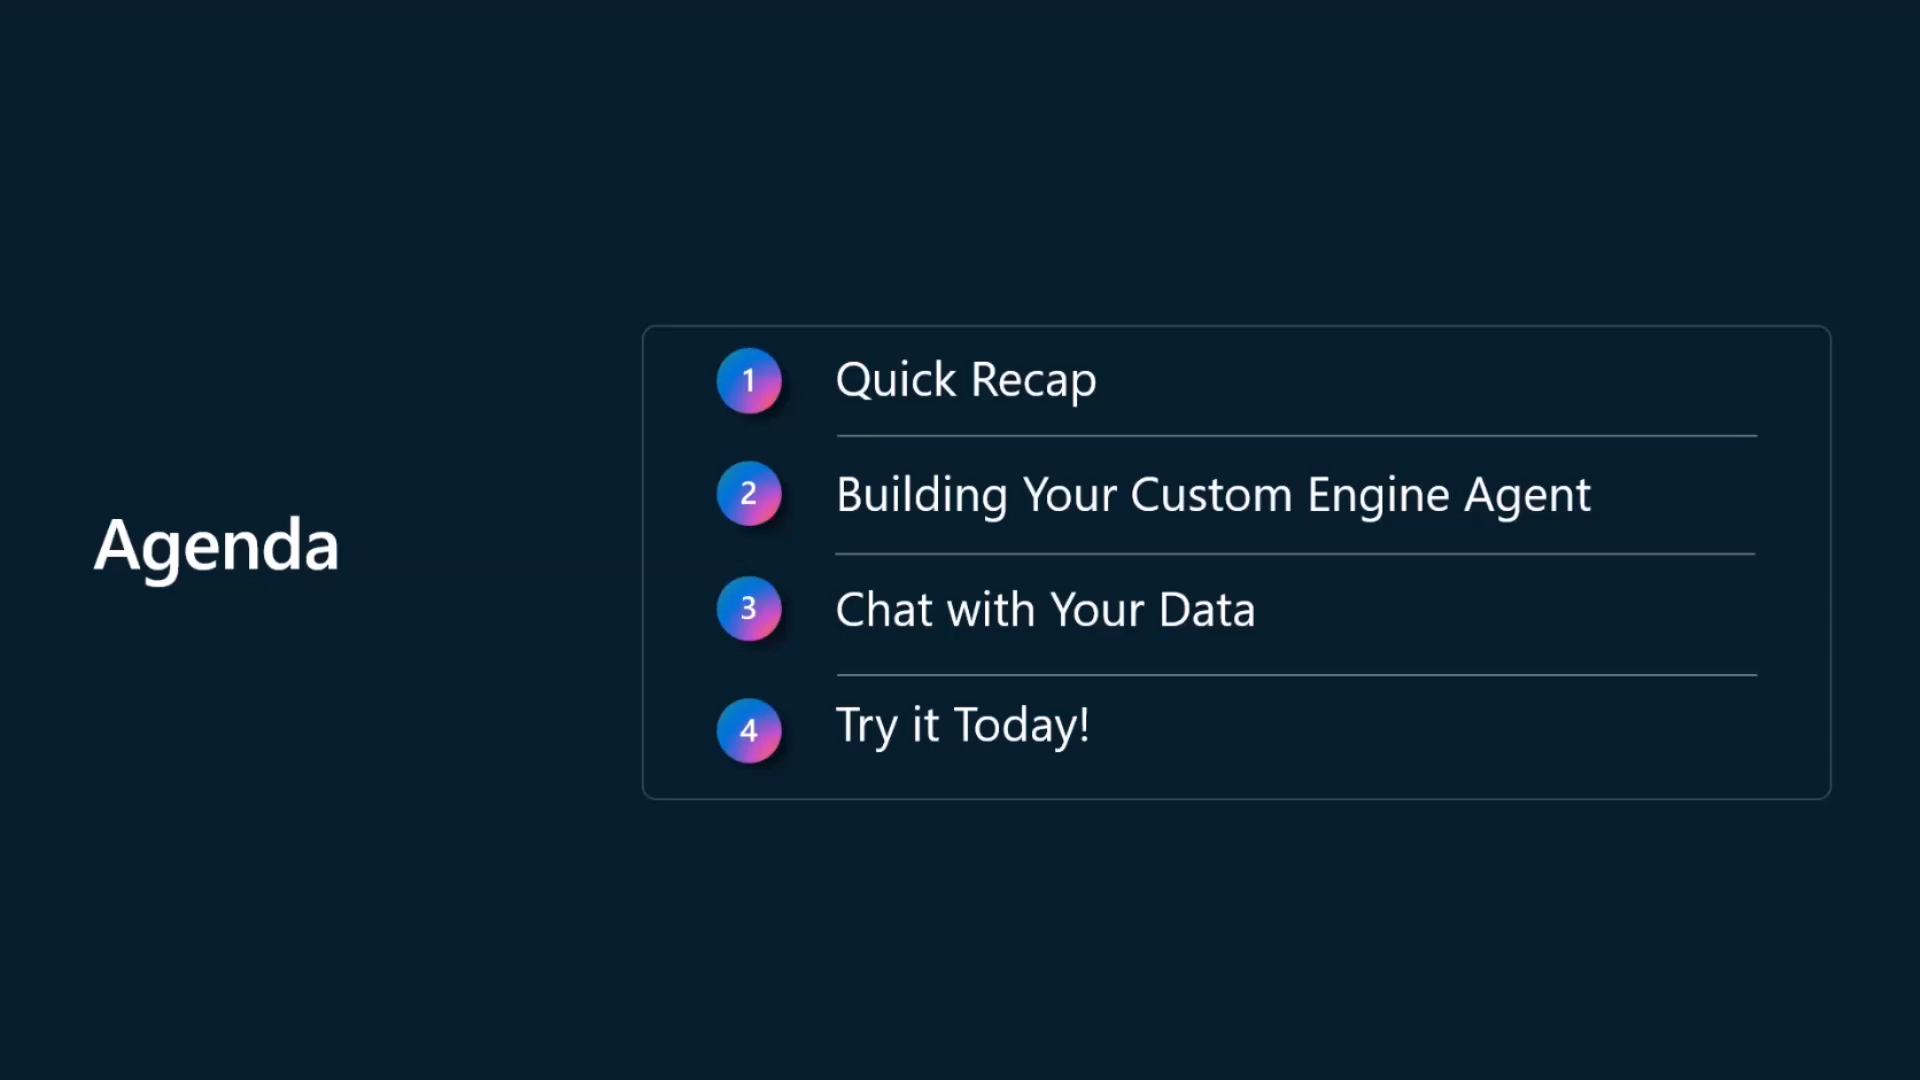 Agenda
1 Quick Recap
2 Building Your Custom Engine Agent
3 Chat with Your Data
4 Try it Today!